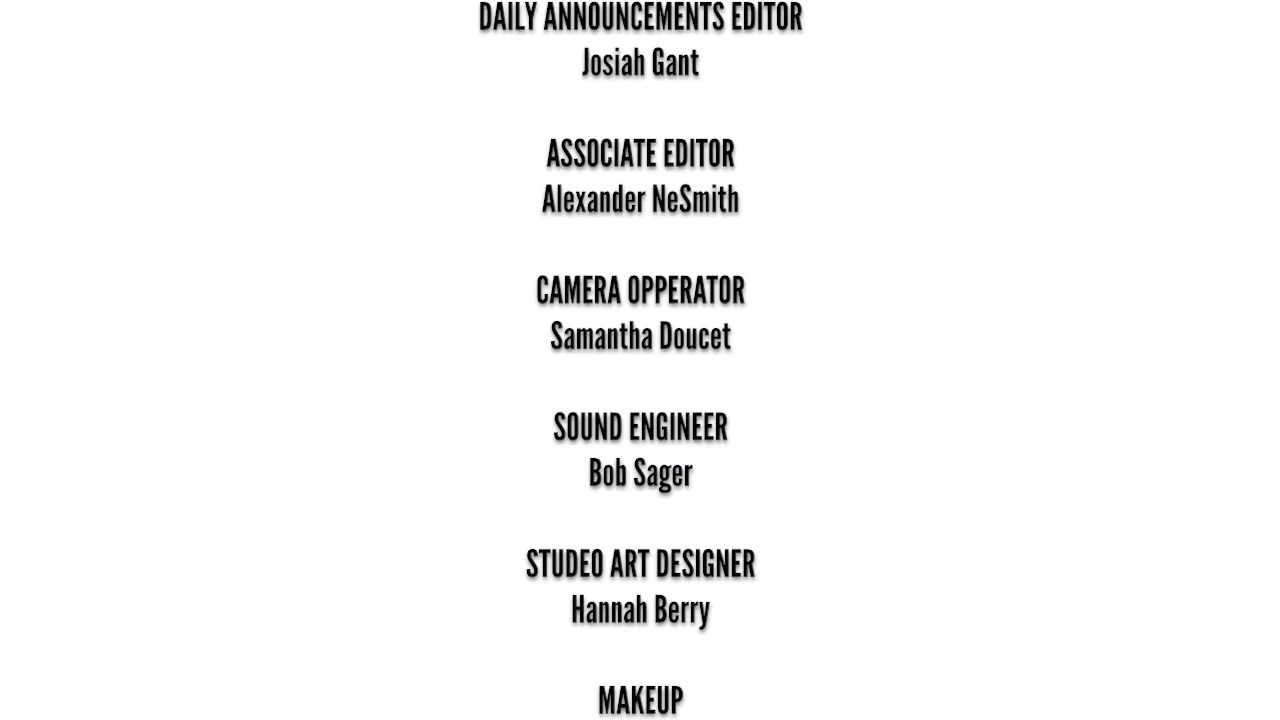 DAILY ANNOUNCEMENTS EDITOR
Josiah Gant
ASSOCIATE EDITOR
Alexander NeSmith
CAMERA OPPERATOR
Samantha Doucet
SOUND ENGINEER
Bob Sager
STUDEO ART DESIGNER
Hannah Berry
MAKEUP